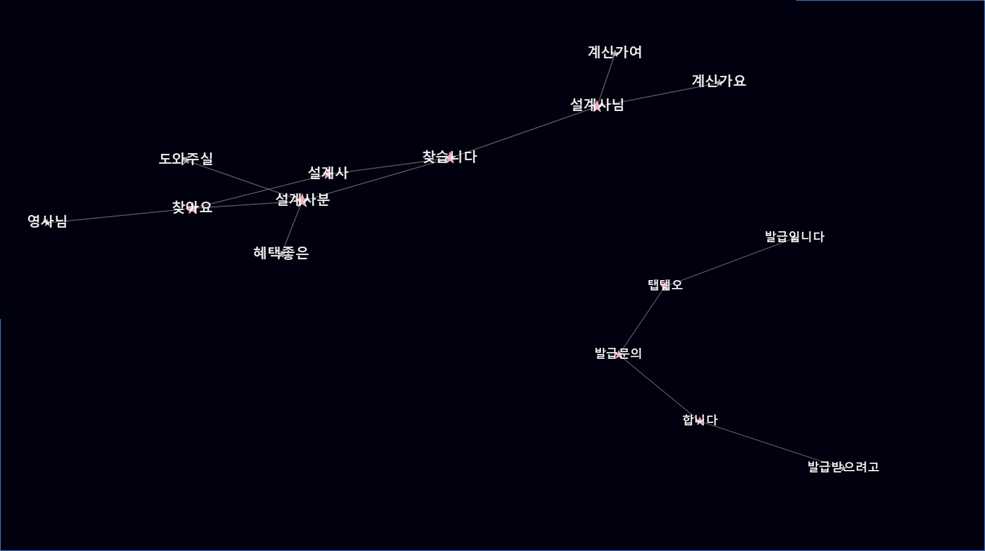 계신가여
계신가요
설계사님
찾습니다
도와주실
설계사
설계사분
찾아요
영사님
혜택좋은
발급입니다
탭텔오
발급문의
합니다
발급받으려고